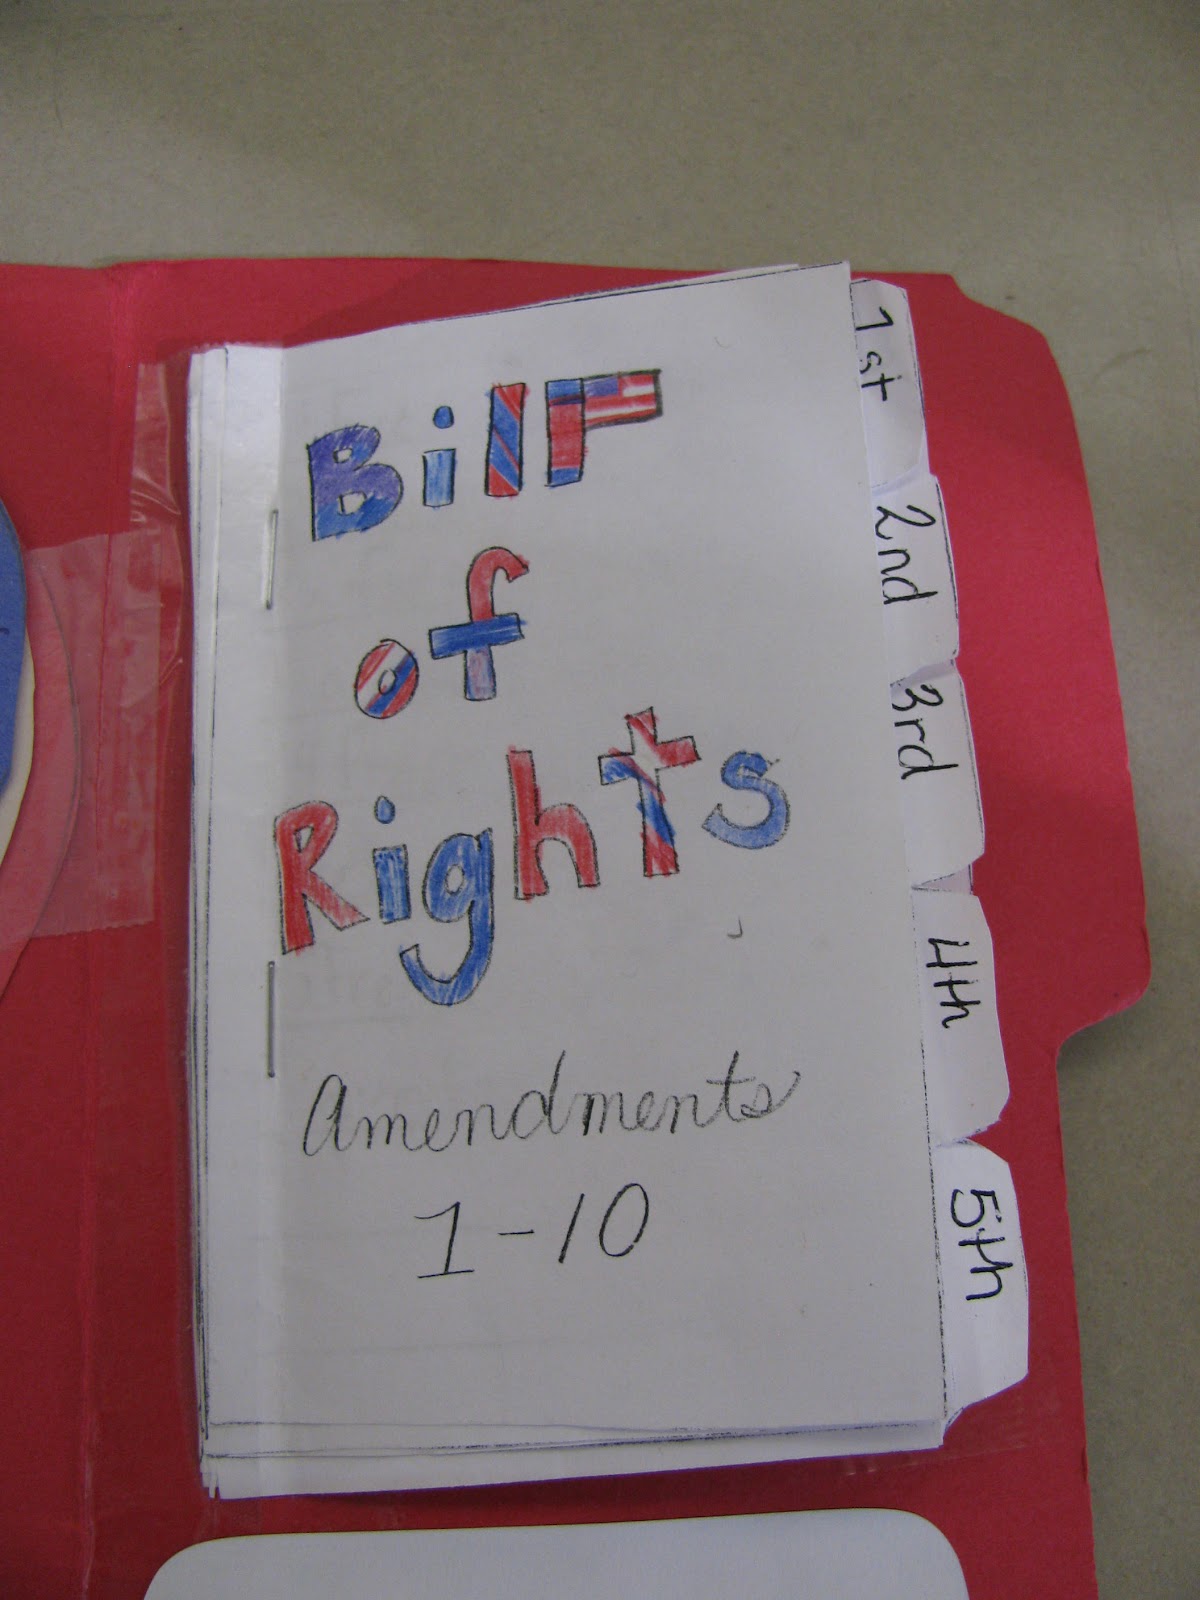 Bill
of
Rights
Amendments
1-10
1st
2nd
3rd
4th
5th